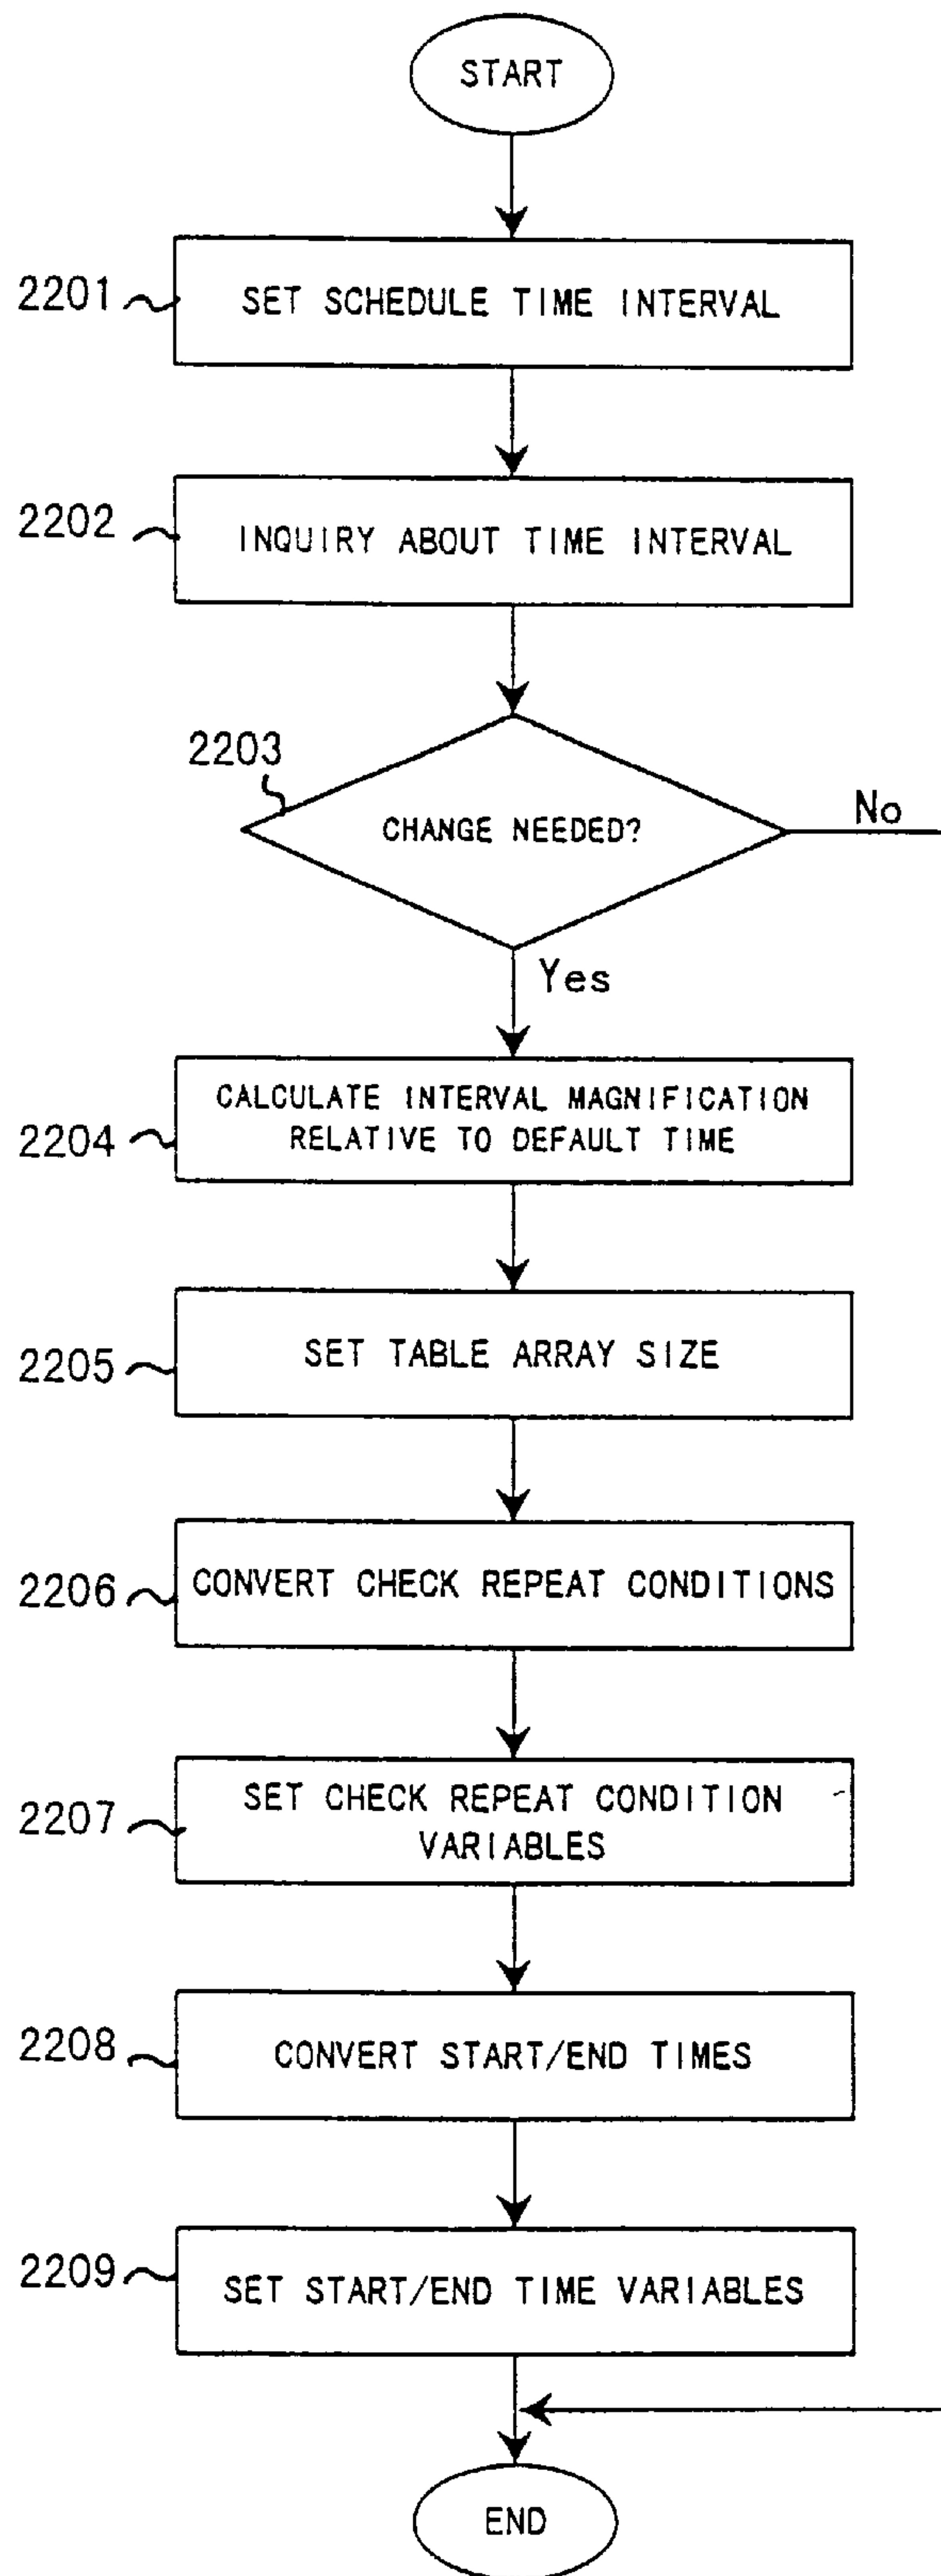 START
2201
SET SCHEDULE TIME INTERVAL
2202
INQUIRY ABOUT TIME INTERVAL
2203
CHANGE NEEDED?
No
Yes
2204
CALCULATE INTERVAL MAGNIFICATION
RELATIVE TO DEFAULT TIME
2205
SET TABLE ARRAY SIZE
2206
CONVERT CHECK REPEAT CONDITIONS
2207
SET CHECK REPEAT CONDITION
VARIABLES
2208
CONVERT START/END TIMES
2209
SET START/END TIME VARIABLES
END